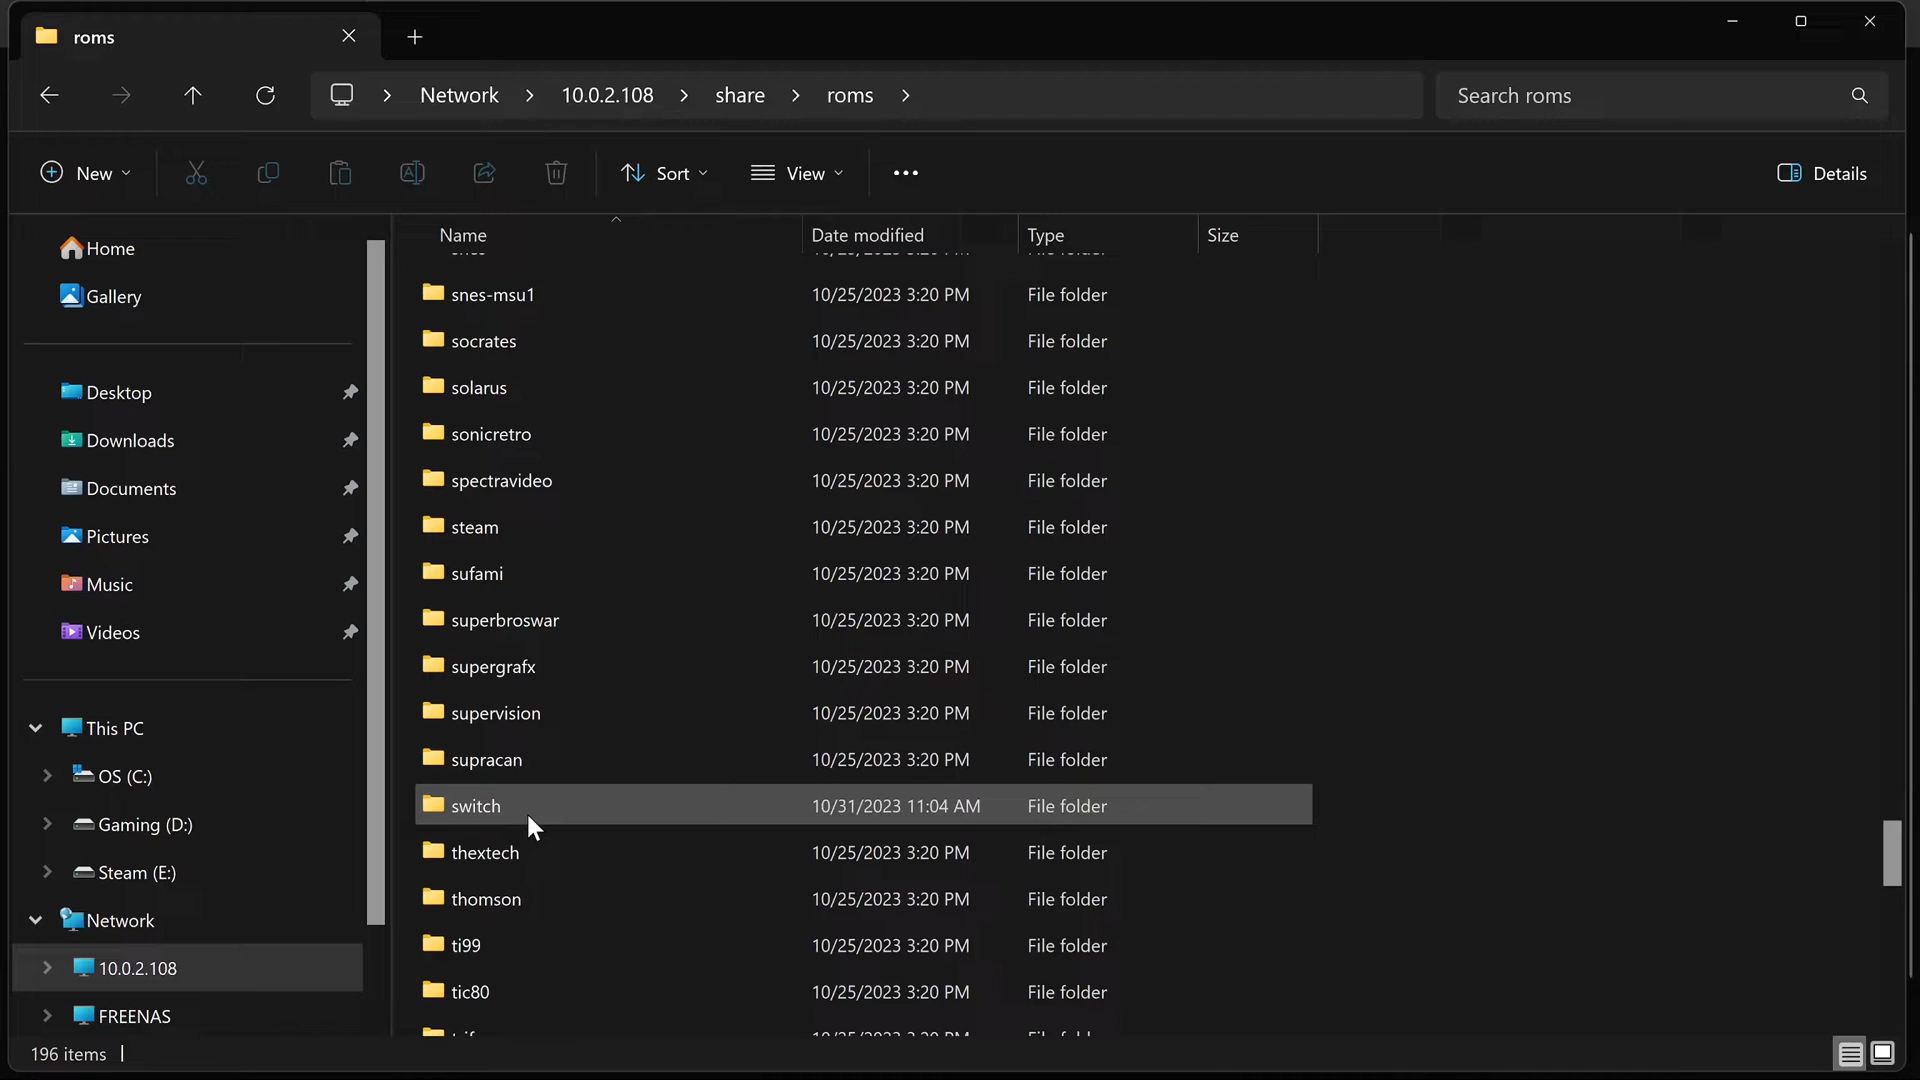 roms
Network 10.0.2.108 share roms
Search roms
New
Sort
View
Details
Home
Gallery
Desktop
Downloads
Documents
Pictures
Music
Videos
This PC
OS (C:)
Gaming (D:)
Steam (E:)
Network
10.0.2.108
FREENAS
Name Date modified Type Size
snes-msu1 10/25/2023 3:20 PM File folder
socrates 10/25/2023 3:20 PM File folder
solarus 10/25/2023 3:20 PM File folder
sonicretro 10/25/2023 3:20 PM File folder
spectravideo 10/25/2023 3:20 PM File folder
steam 10/25/2023 3:20 PM File folder
sufami 10/25/2023 3:20 PM File folder
superbroswar 10/25/2023 3:20 PM File folder
supergrafx 10/25/2023 3:20 PM File folder
supervision 10/25/2023 3:20 PM File folder
supracan 10/25/2023 3:20 PM File folder
switch 10/31/2023 11:04 AM File folder
thextech 10/25/2023 3:20 PM File folder
thomson 10/25/2023 3:20 PM File folder
ti99 10/25/2023 3:20 PM File folder
tic80 10/25/2023 3:20 PM File folder
196 items